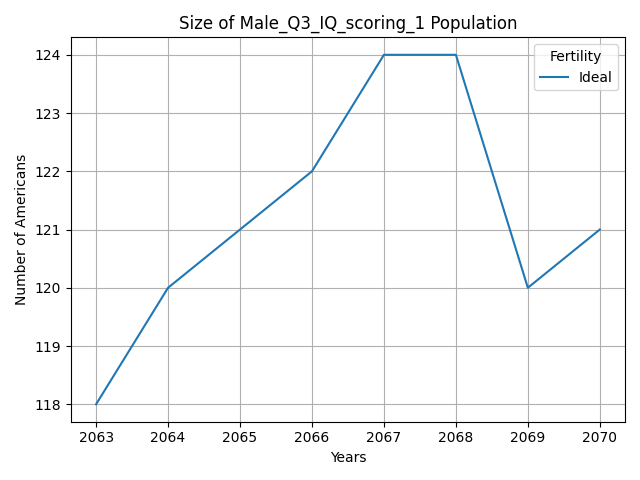 Size of Male_Q3_IQ_scoring_1 Population
Fertility
Ideal
Number of Americans
124
123
122
121
120
119
118
2063 2064 2065 2066 2067 2068 2069 2070
Years